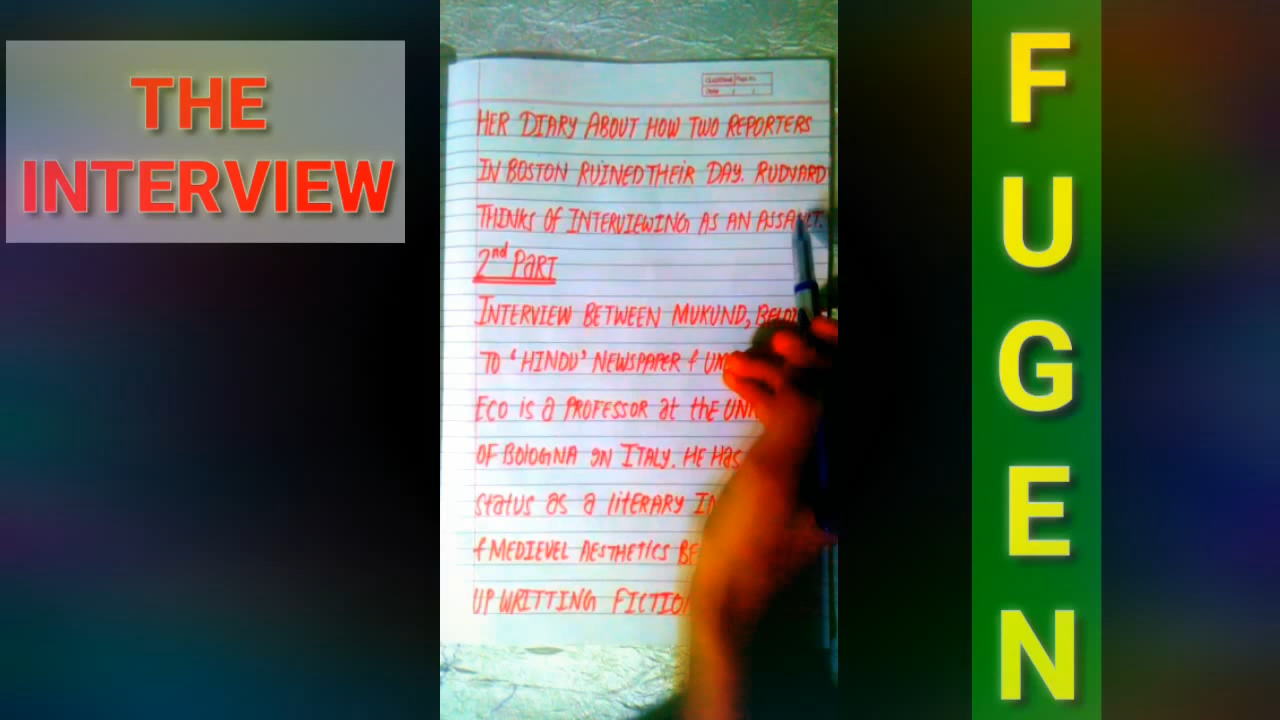 THE
INTERVIEW
HER DIARY ABOUT HOW TWO REPORTERS
IN BOSTON RUINED THEIR DAY. RUDYARD
THINKS OF INTERVIEWING AS AN ASSAULT.
2nd PART
INTERVIEW BETWEEN MUKUND,
TO 'HINDU' NEWSPAPER &
ECO IS A PROFESSOR at thE
OF BOlOGNA IN ITALY. HE HAS
status as a litERARY
& MEDIEVEL AESTHETICS
UP WRITTING
Date
F
U
G
E
N